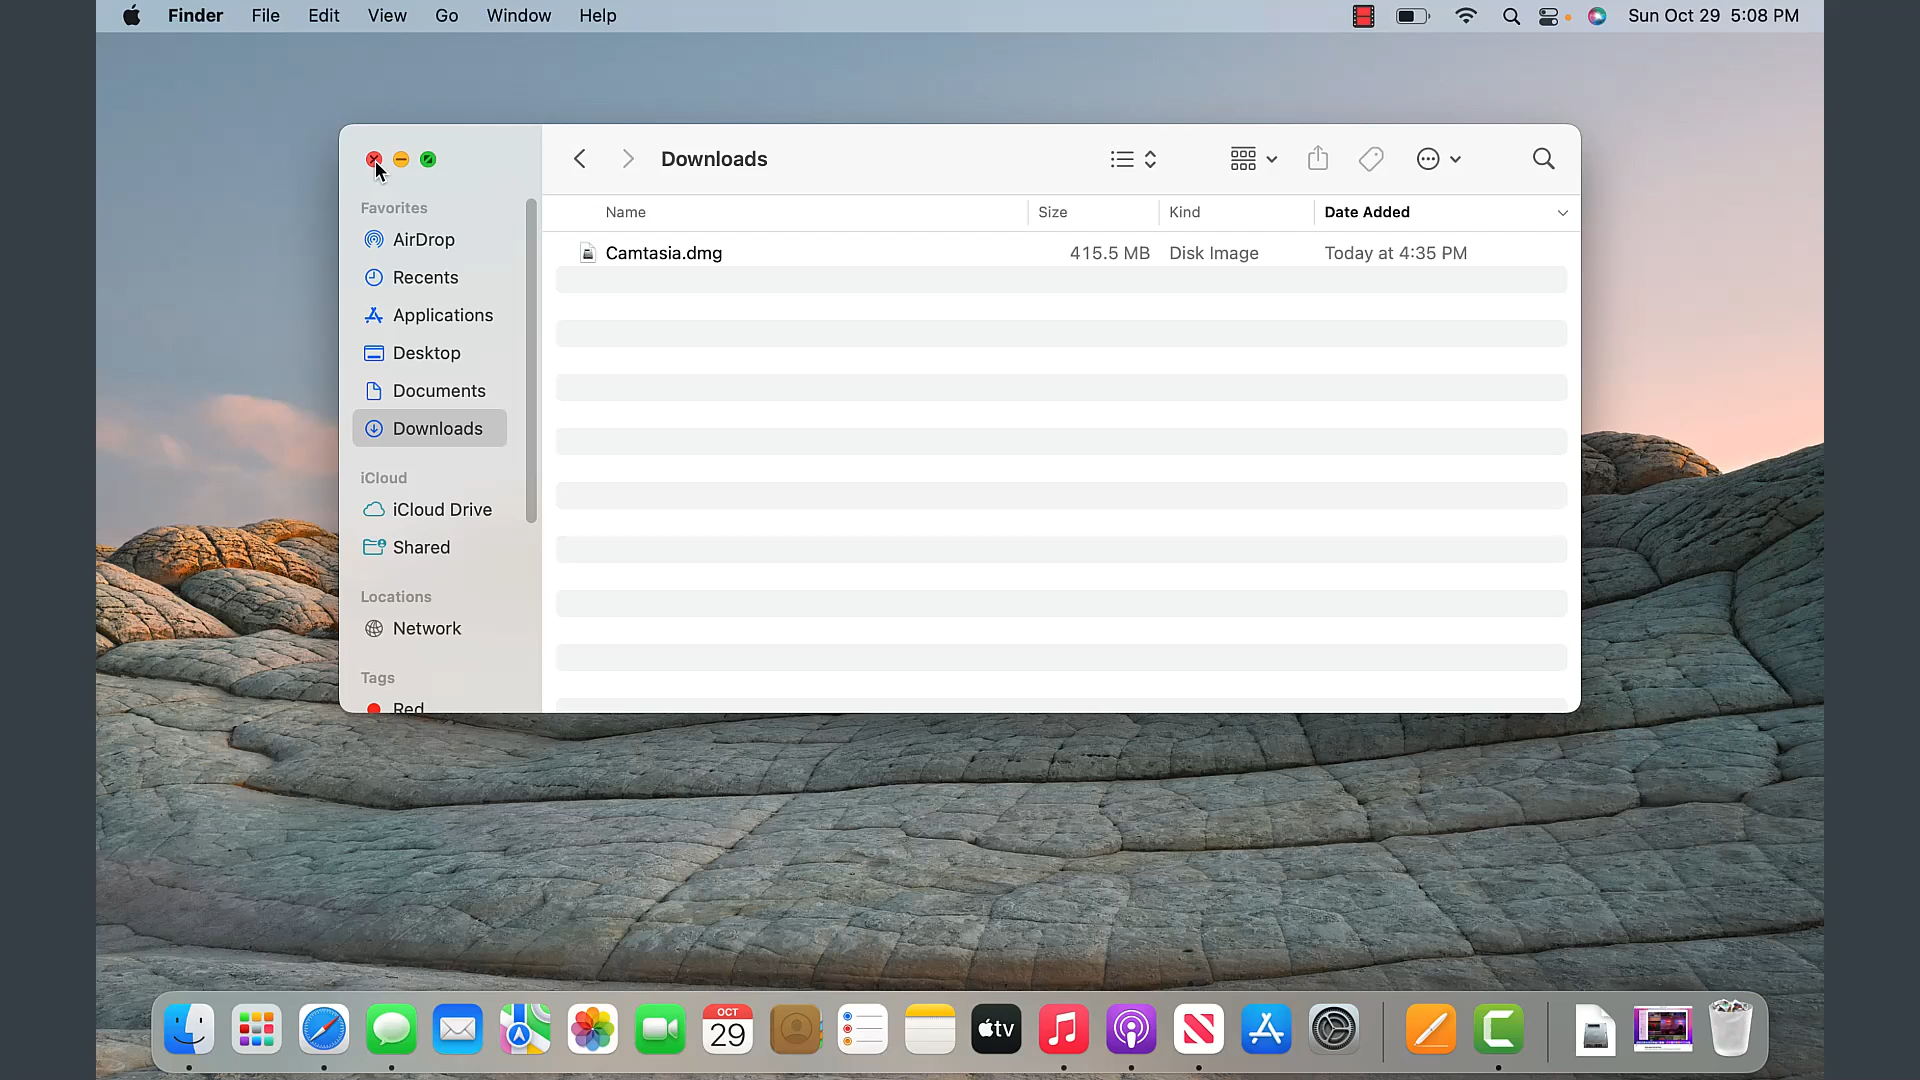 Finder File Edit View Go Window Help Sun Oct 29 5:08 PM
Downloads
Favorites
AirDrop
Recents
Applications
Desktop
Documents
Downloads
iCloud
iCloud Drive
Shared
Locations
Network
Tags
Red
Name Size Kind Date Added
Camtasia.dmg 415.5 MB Disk Image Today at 4:35 PM
OCT
29
tv